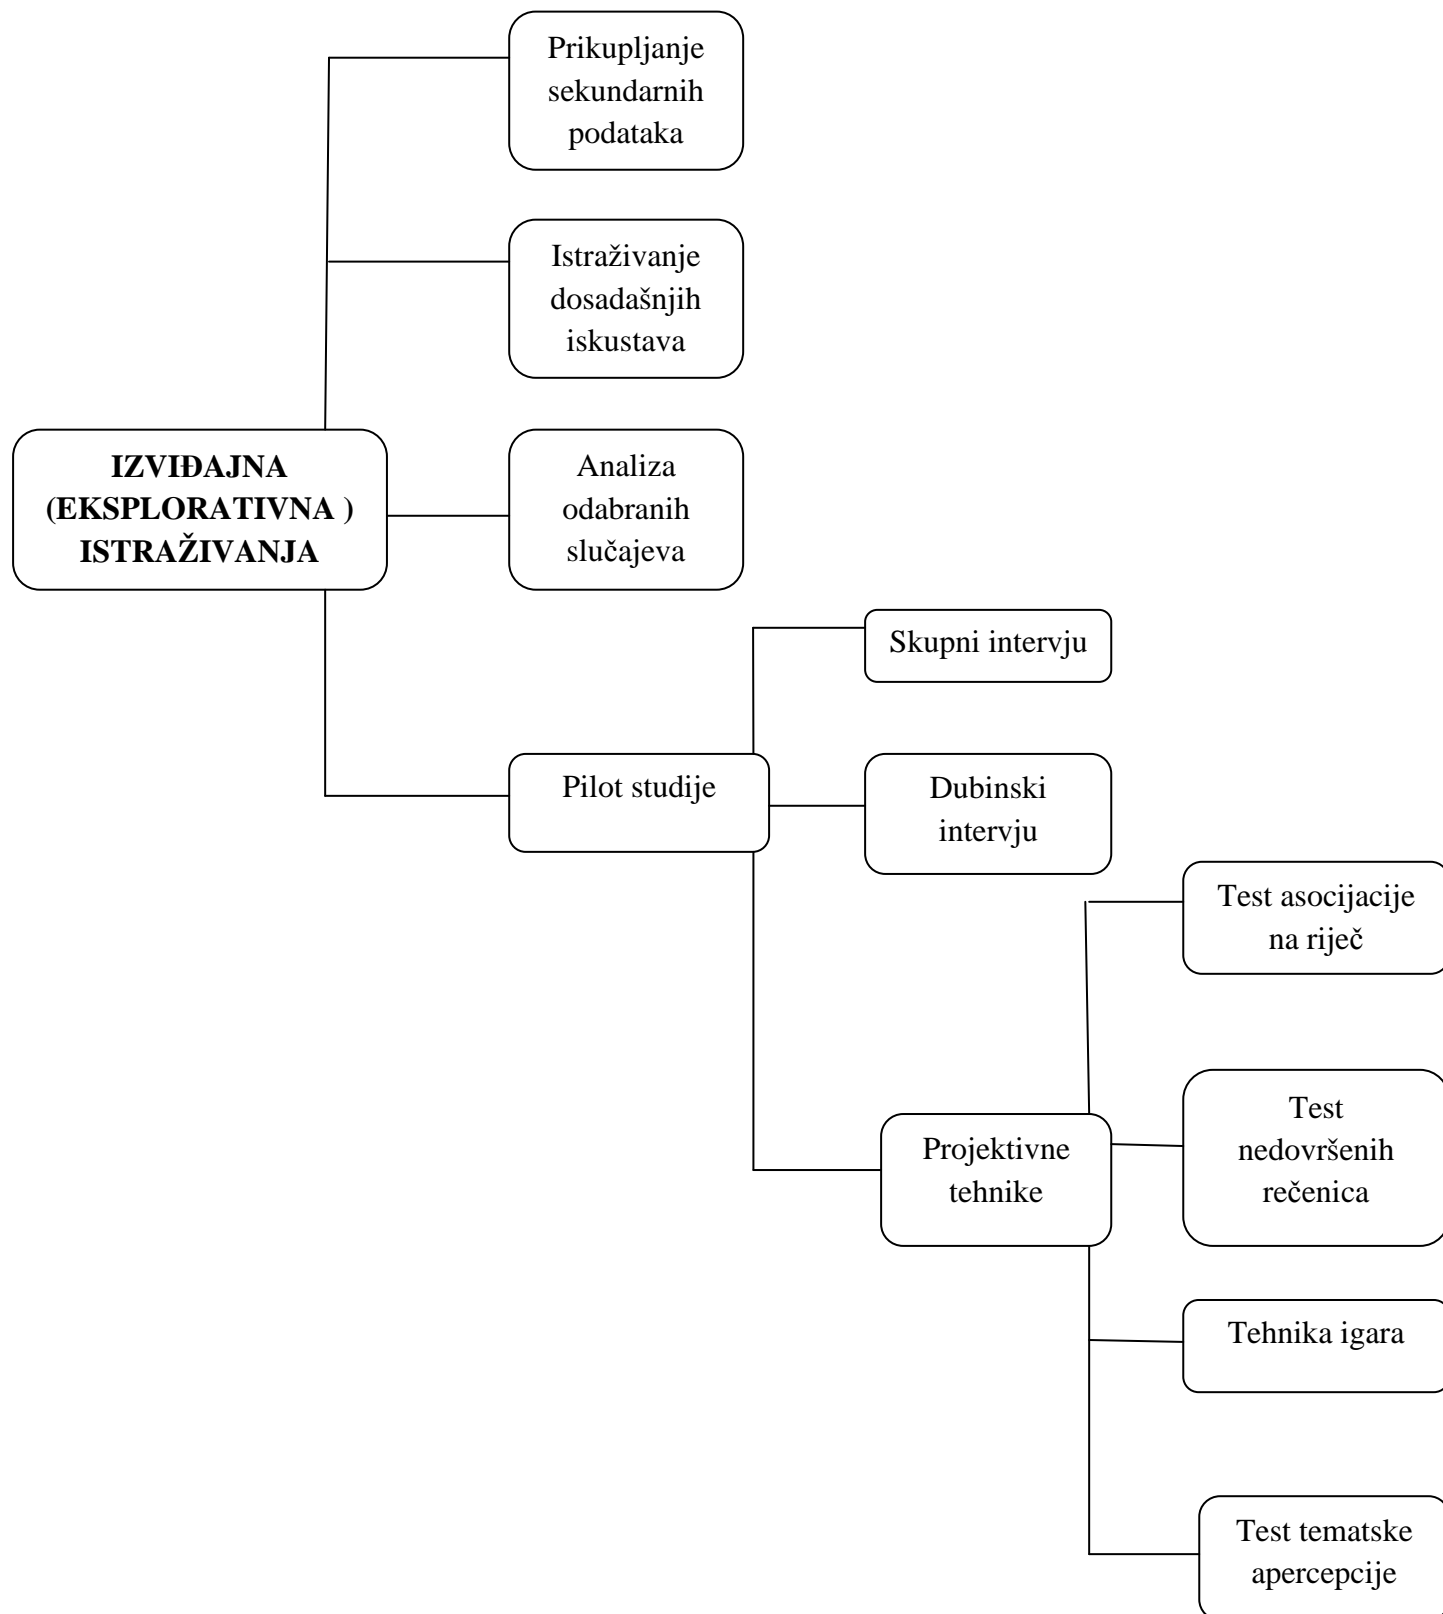 Prikupljanje
sekundarnih
podataka
Istraživanje
dosadašnjih
iskustava
IZVIĐAJNA
(EKSPLORATIVNA )
ISTRAŽIVANJA
Analiza
odabranih
slučajeva
Skupni intervju
Pilot studije
Dubinski
intervju
Test asocijacije
na riječ
Projektivne
tehnike
Test
nedovršenih
rečenica
Tehnika igara
Test tematske
apercepcije